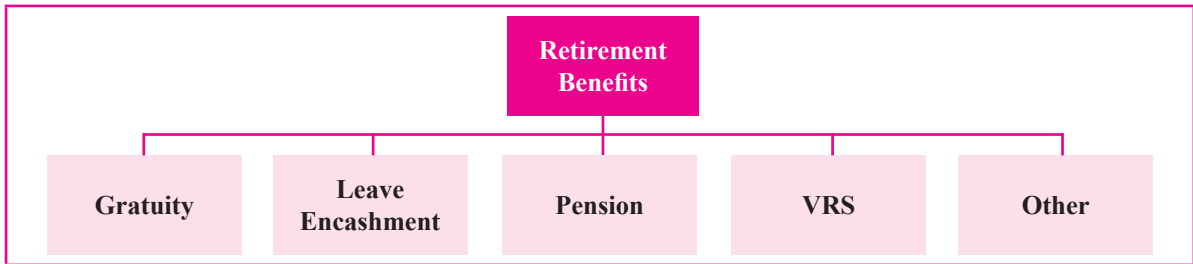 Retirement
Benefits
Gratuity
Leave
Encashment
Pension
VRS
Other